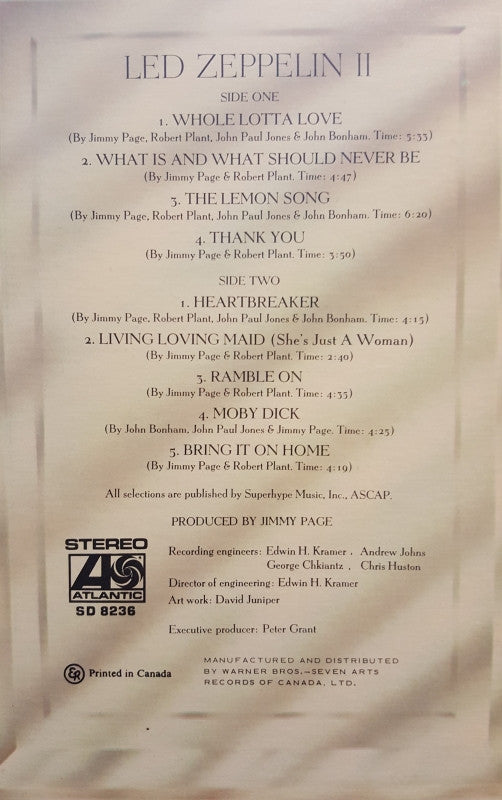 LED ZEPPELIN II
SIDE ONE
1. WHOLE LOTTA LOVE
(By Jimmy Page, Robert Plant, John Paul Jones & John Bonham. Time: 5:33)
2. WHAT IS AND WHAT SHOULD NEVER BE
(By Jimmy Page & Robert Plant. Time: 4:47)
3. THE LEMON SONG
(By Jimmy Page, Robert Plant, John Paul Jones & John Bonham. Time: 6:20)
4. THANK YOU
(By Jimmy Page & Robert Plant. Time: 3:50)
SIDE TWO
1. HEARTBREAKER
(By Jimmy Page, Robert Plant, John Paul Jones & John Bonham. Time: 4:15)
2. LIVING LOVING MAID (She's Just A Woman)
(By Jimmy Page & Robert Plant. Time: 2:40)
3. RAMBLE ON
(By Jimmy Page & Robert Plant. Time: 4:35)
4. MOBY DICK
(By John Bonham, John Paul Jones & Jimmy Page. Time: 4:25)
5. BRING IT ON HOME
(By Jimmy Page & Robert Plant. Time: 4:19)
All selections are published by Superhype Music, Inc., ASCAP.
PRODUCED BY JIMMY PAGE
STEREO
A
ATLANTIC
SD 8236
Recording engineers: Edwin H. Kramer , Andrew Johns
George Chkiantz , Chris Huston
Director of engineering: Edwin H. Kramer
Art work: David Juniper
Executive producer: Peter Grant
ER Printed in Canada
MANUFACTURED AND DISTRIBUTED
BY WARNER BROS.—SEVEN ARTS
RECORDS OF CANADA, LTD.